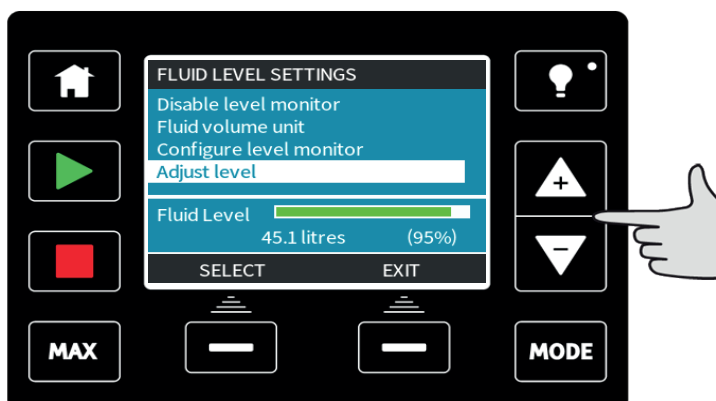 FLUID LEVEL SETTINGS
Disable level monitor
Fluid volume unit
Configure level monitor
Adjust level
Fluid Level
45.1 litres (95%)
SELECT EXIT
+
−
MAX
MODE